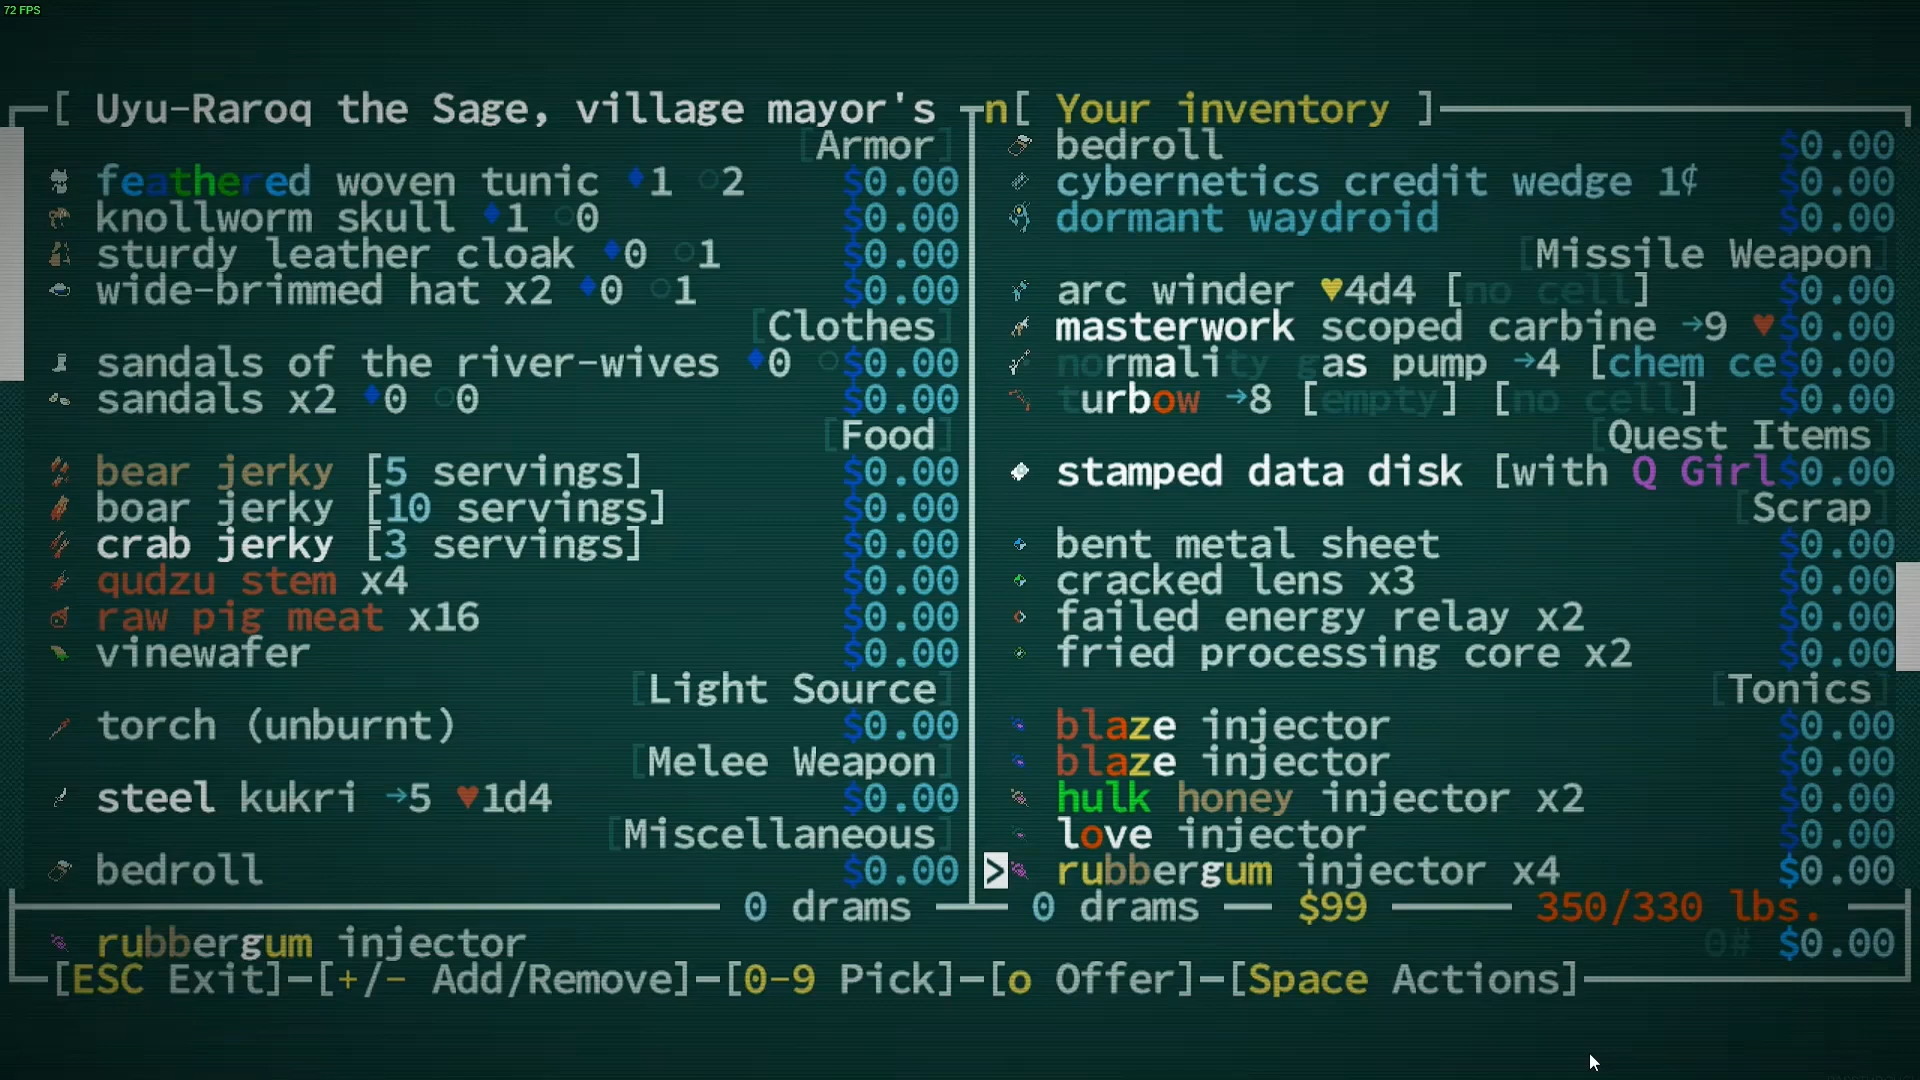 72 FPS
[ Uyu-Raroq the Sage, village mayor's
[Armor]
feathered woven tunic ♦1 ○2 $0.00
knollworm skull ♦1 ○0 $0.00
sturdy leather cloak ♦0 ○1 $0.00
wide-brimmed hat x2 ♦0 ○1 $0.00
[Clothes]
sandals of the river-wives ♦0 ○ $0.00
sandals x2 ♦0 ○0 $0.00
[Food]
bear jerky [5 servings] $0.00
boar jerky [10 servings] $0.00
crab jerky [3 servings] $0.00
qudzu stem x4 $0.00
raw pig meat x16 $0.00
vinewafer $0.00
[Light Source]
torch (unburnt) $0.00
[Melee Weapon]
steel kukri →5 ♥1d4 $0.00
[Miscellaneous]
bedroll $0.00
0 drams
n[ Your inventory ]
bedroll $0.00
cybernetics credit wedge 1¢ $0.00
dormant waydroid $0.00
[Missile Weapon]
arc winder ♥4d4 [no cell] $0.00
masterwork scoped carbine →9 ♥ $0.00
normality gas pump →4 [chem ce $0.00
turbow →8 [empty] [no cell] $0.00
[Quest Items]
stamped data disk [with Q Girl $0.00
[Scrap]
bent metal sheet $0.00
cracked lens x3 $0.00
failed energy relay x2 $0.00
fried processing core x2 $0.00
[Tonics]
blaze injector $0.00
blaze injector $0.00
hulk honey injector x2 $0.00
love injector $0.00
> rubbergum injector x4 $0.00
0 drams $99 350/330 lbs.
rubbergum injector 0# $0.00
[ESC Exit]-[+/- Add/Remove]-[0-9 Pick]-[o Offer]-[Space Actions]